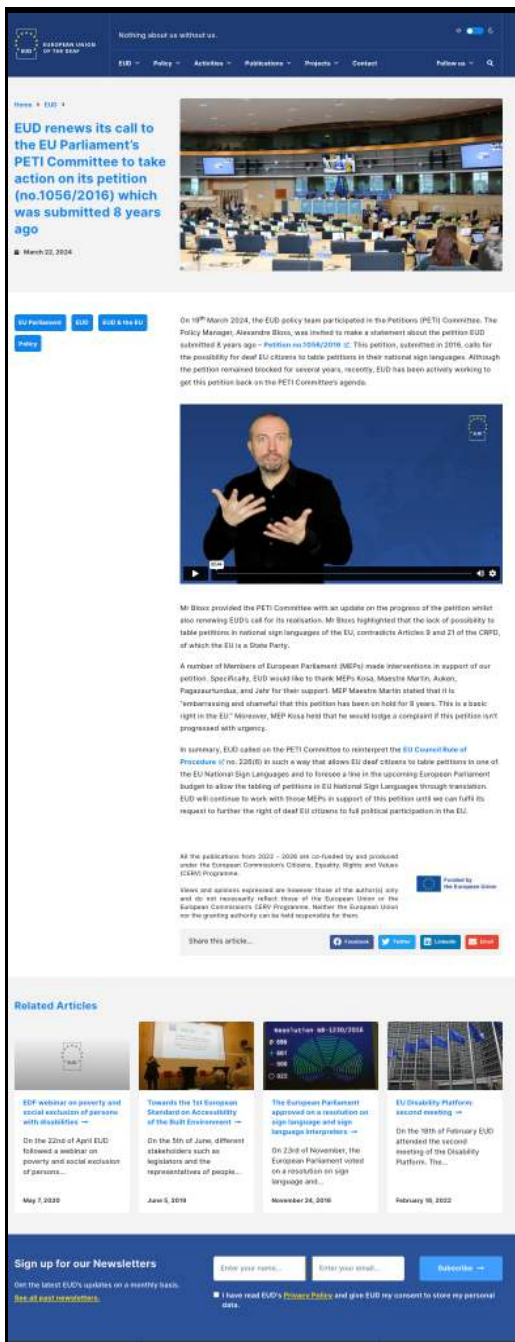 Nothing about us without us.
EUD
EUROPEAN UNION
OF THE DEAF
EUD
Policy
Activities
Publications
Projects
Contact
Follow us
Home
EUD
EUD renews its call to
the EU Parliament's
PETI Committee to take
action on its petition
(no.1056/2016) which
was submitted 8 years
ago
March 22, 2024
EU Parliament
EUD
EUD & the EU
Policy
On 19th March 2024, the EUD policy team participated in the Petitions (PETI) Committee. The
Policy Manager, Alexandre Bloxs, was invited to make a statement about the petition EUD
submitted 8 years ago – Petition no.1056/2016. This petition, submitted in 2016, calls for
the possibility for deaf EU citizens to table petitions in their national sign languages. Although
the petition remained blocked for several years, recently, EUD has been actively working to
get this petition back on the PETI Committee's agenda.
EUD
Mr Bloxs provided the PETI Committee with an update on the progress of the petition whilst
also renewing EUD's call for its realisation. Mr Bloxs highlighted that the lack of possibility to
table petitions in national sign languages of the EU, contradicts Articles 9 and 21 of the CRPD,
of which the EU is a State Party.
A number of Members of European Parliament (MEPs) made interventions in support of our
petition. Specifically, EUD would like to thank MEPs Kosa, Maestre Martin, Auken,
Pagazaurtundua, and Jahr for their support. MEP Maestre Martin stated that it is
"embarrassing and shameful that this petition has been on hold for 8 years. This is a basic
right in the EU." Moreover, MEP Kosa held that he would lodge a complaint if this petition isn't
progressed with urgency.
In summary, EUD called on the PETI Committee to reinterpret the EU Council Rule of
Procedure no. 226(8) in such a way that allows EU deaf citizens to table petitions in one of
the EU National Sign Languages and to foresee a line in the upcoming European Parliament
budget to allow the tabling of petitions in EU National Sign Languages through translation.
EUD will continue to work with those MEPs in support of this petition until we can fulfil its
request to further the right of deaf EU citizens to full political participation in the EU.
All the publications from 2022 – 2026 are co-funded by and produced
under the European Commission's Citizens, Equality, Rights and Values
(CERV) Programme.
Views and opinions expressed are however those of the author(s) only
and do not necessarily reflect those of the European Union or the
European Commission's CERV Programme. Neither the European Union
nor the granting authority can be held responsible for them.
Funded by
the European Union
Share this article...
Facebook
Twitter
LinkedIn
Email
Related Articles
EUD
EDF webinar on poverty and
social exclusion of persons
with disabilities →
On the 22nd of April EUD
followed a webinar on
poverty and social exclusion
of persons...
May 7, 2020
Towards the 1st European
Standard on Accessibility
of the Built Environment →
On the 5th of June, different
stakeholders such as
legislators and the
representatives of people...
June 5, 2019
The European Parliament
approved on a resolution on
sign language and sign
language interpreters →
On 23rd of November, the
European Parliament voted
on a resolution on sign
language and...
November 24, 2016
EU Disability Platform:
second meeting →
On the 18th of February EUD
attended the second
meeting of the Disability
Platform. The...
Sign up for our Newsletters
Get the latest EUD's updates on a monthly basis.
See all past newsletters.
Enter your name...
Enter your email...
Subscribe →
I have read EUD's Privacy Policy and give EUD my consent to store my personal
data.